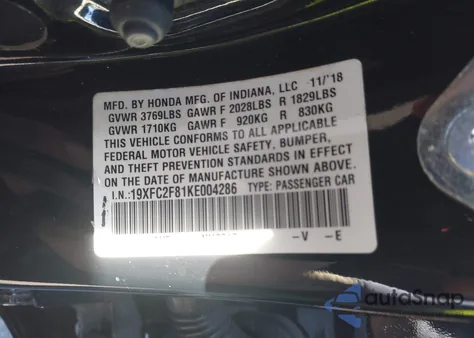 MFD. BY HONDA MFG. OF INDIANA, LLC 11/'18
GVWR 3769LBS GAWR F 2028LBS R 1829LBS
GVWR 1710KG GAWR F 920KG R 830KG
THIS VEHICLE CONFORMS TO ALL APPLICABLE
FEDERAL MOTOR VEHICLE SAFETY, BUMPER,
AND THEFT PREVENTION STANDARDS IN EFFECT
ON THE DATE OF MANUFACTURE SHOWN ABOVE.
I.N.:19XFC2F81KE004286 TYPE: PASSENGER CAR
-V -E
autoSnap